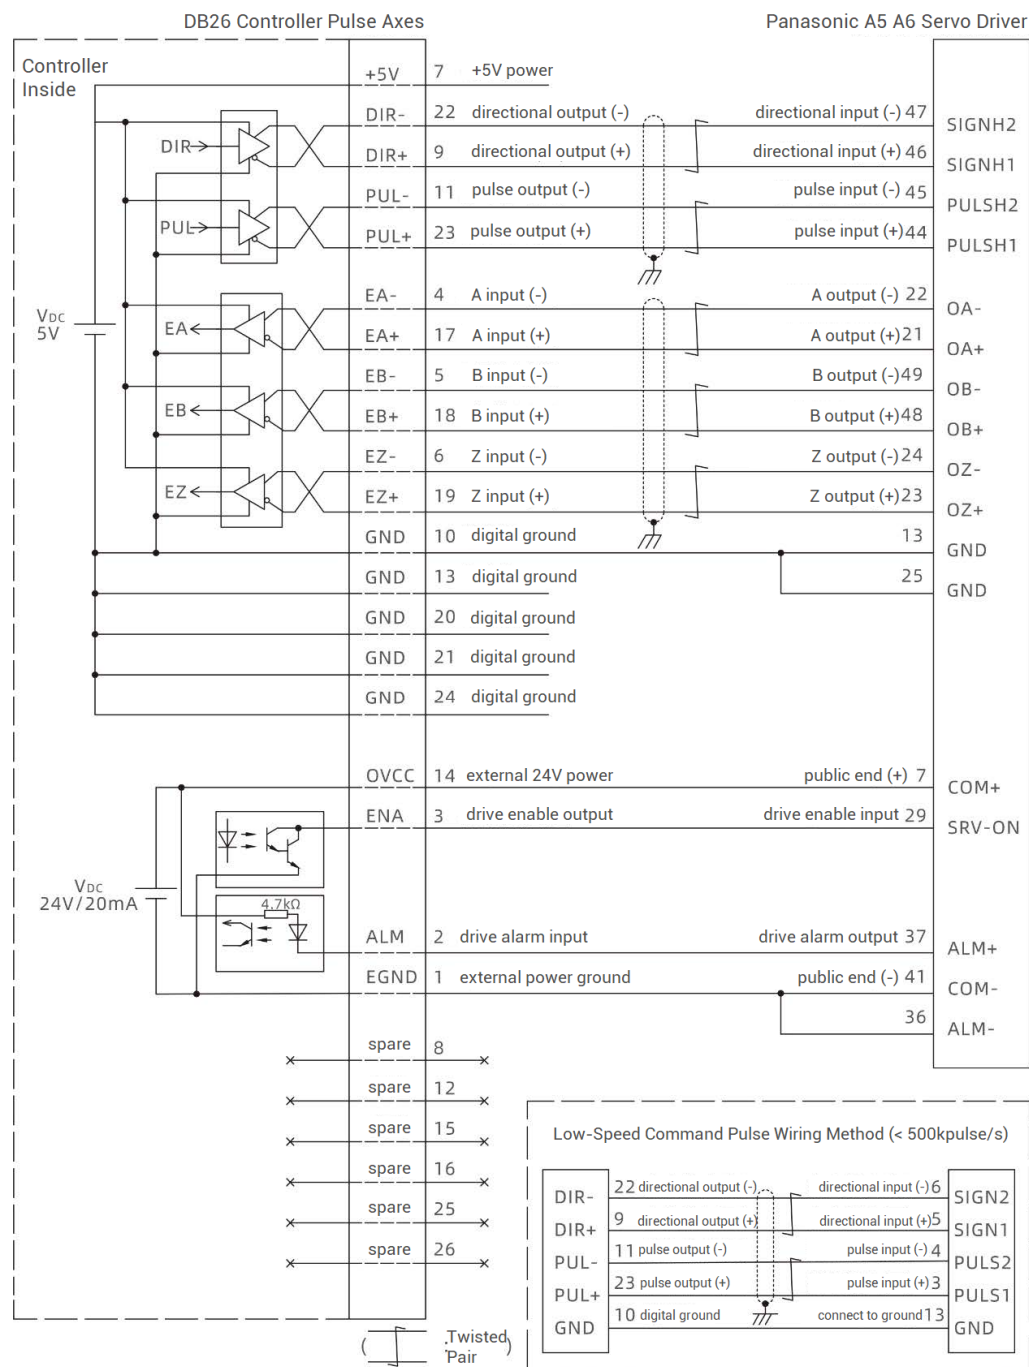 DB26 Controller Pulse Axes
Panasonic A5 A6 Servo Driver
Controller
Inside
+5V 7 +5V power
DIR- 22 directional output (-) directional input (-) 47 SIGNH2
DIR
DIR+ 9 directional output (+) directional input (+) 46 SIGNH1
PUL- 11 pulse output (-) pulse input (-) 45 PULSH2
PUL
PUL+ 23 pulse output (+) pulse input (+) 44 PULSH1
EA- 4 A input (-) A output (-) 22 OA-
VDC
5V
EA
EA+ 17 A input (+) A output (+) 21 OA+
EB- 5 B input (-) B output (-) 49 OB-
EB
EB+ 18 B input (+) B output (+) 48 OB+
EZ- 6 Z input (-) Z output (-) 24 OZ-
EZ
EZ+ 19 Z input (+) Z output (+) 23 OZ+
GND 10 digital ground 13 GND
GND 13 digital ground 25 GND
GND 20 digital ground
GND 21 digital ground
GND 24 digital ground
OVCC 14 external 24V power public end (+) 7 COM+
ENA 3 drive enable output drive enable input 29 SRV-ON
VDC
24V/20mA
4.7kΩ
ALM 2 drive alarm input drive alarm output 37 ALM+
EGND 1 external power ground public end (-) 41 COM-
36 ALM-
spare 8
spare 12
spare 15
spare 16
spare 25
spare 26
Low-Speed Command Pulse Wiring Method (< 500kpulse/s)
DIR- 22 directional output (-) directional input (-) 6 SIGN2
DIR+ 9 directional output (+) directional input (+) 5 SIGN1
PUL- 11 pulse output (-) pulse input (-) 4 PULS2
PUL+ 23 pulse output (+) pulse input (+) 3 PULS1
GND 10 digital ground connect to ground 13 GND
( :Twisted
Pair )